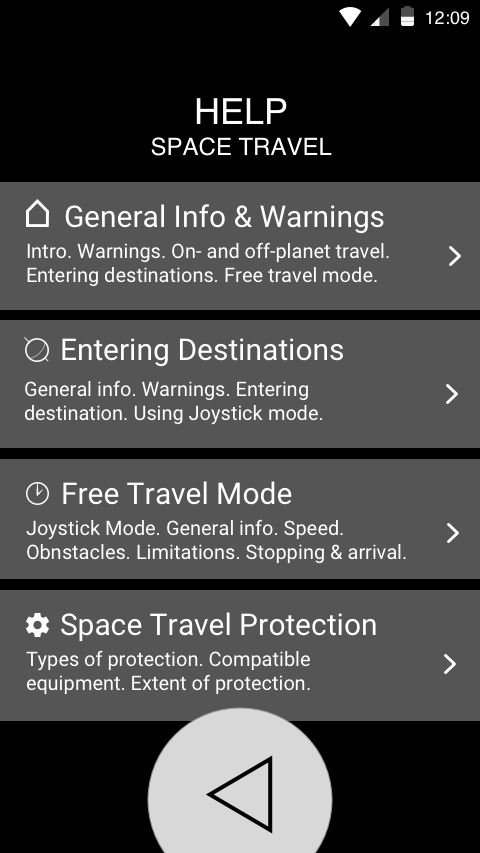 12:09
HELP
SPACE TRAVEL
General Info & Warnings
Intro. Warnings. On- and off-planet travel.
Entering destinations. Free travel mode.
Entering Destinations
General info. Warnings. Entering
destination. Using Joystick mode.
Free Travel Mode
Joystick Mode. General info. Speed.
Obnstacles. Limitations. Stopping & arrival.
Space Travel Protection
Types of protection. Compatible
equipment. Extent of protection.